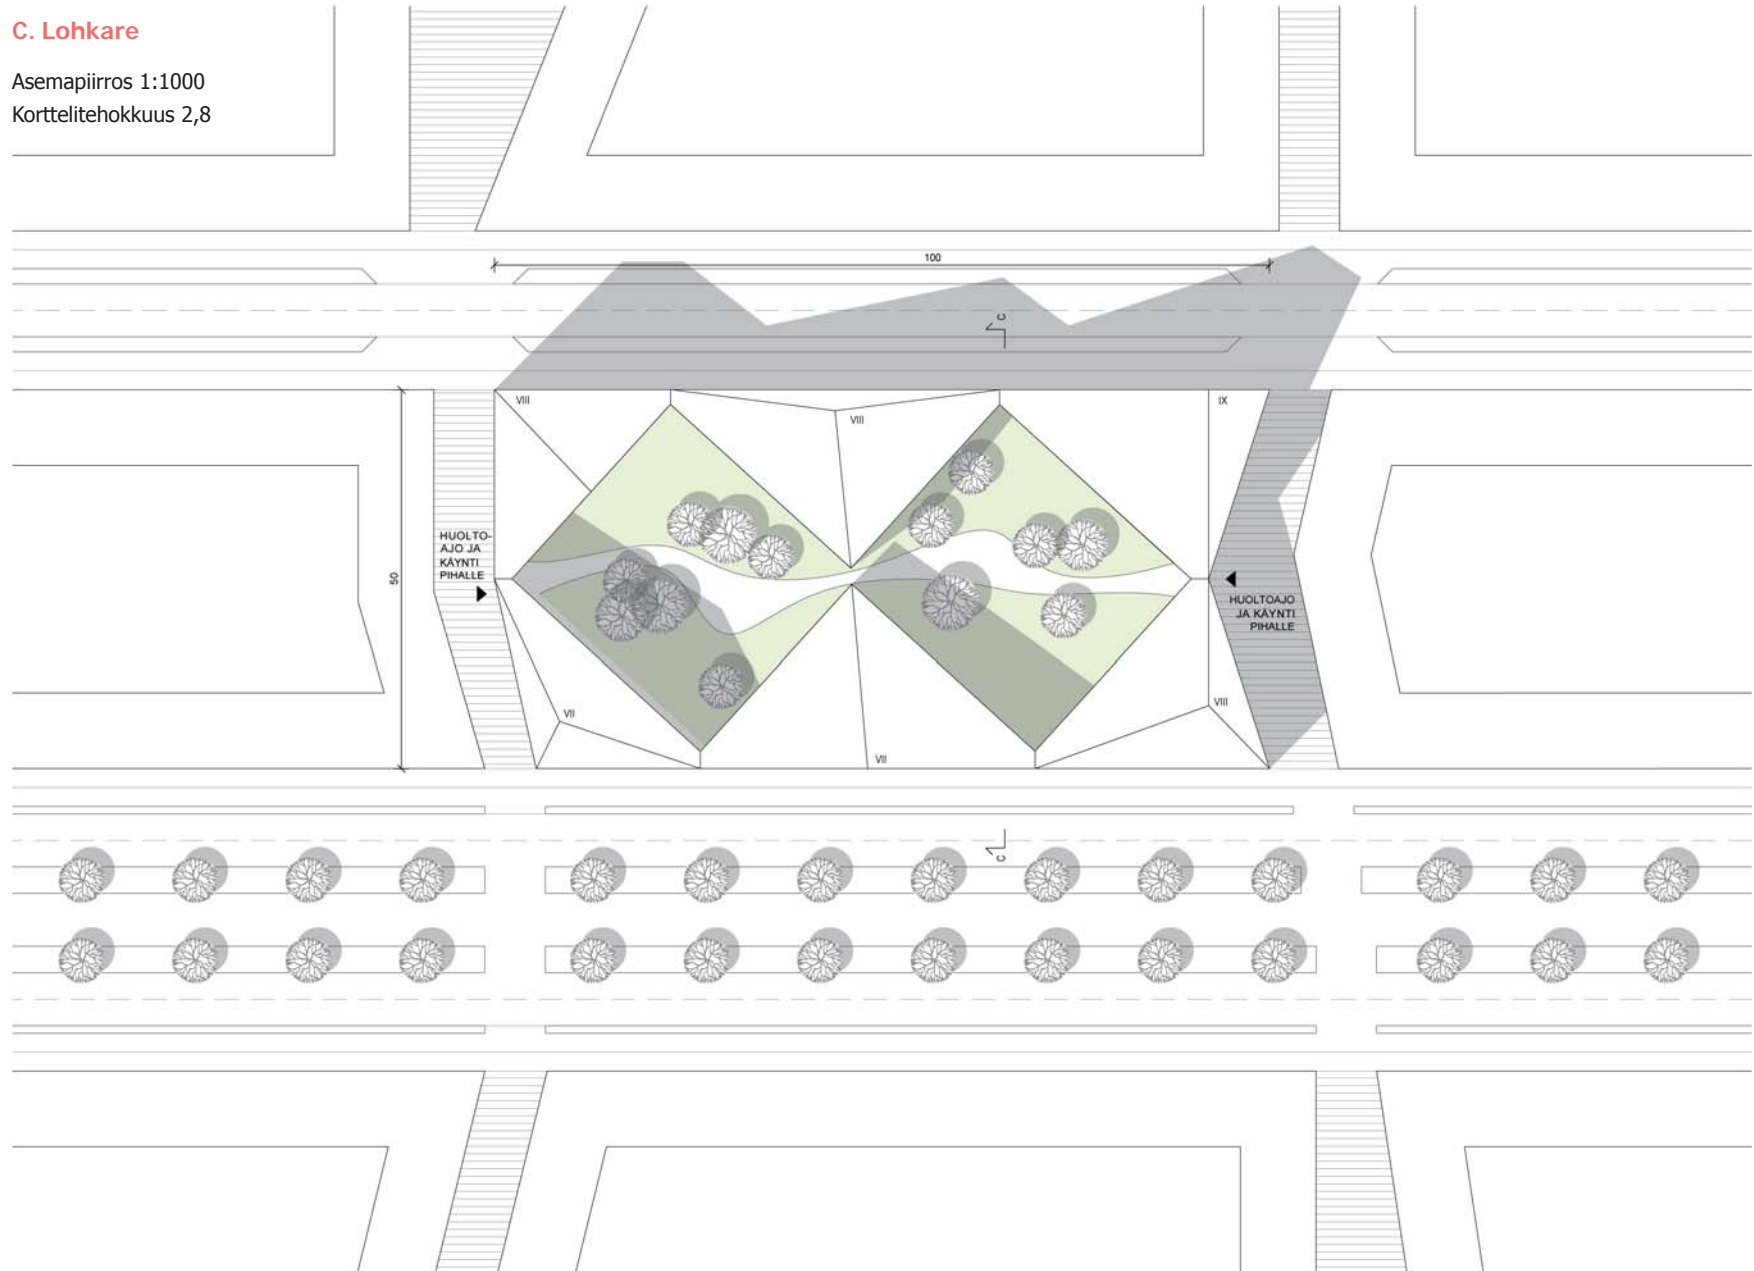 C. Lohkare
Asemapiirros 1:1000
Korttelitehokkuus 2,8
100
C
VIII
VIII
IX
HUOLTO-
AJO JA
KÄYNTI
PIHALLE
50
HUOLTOAJO
JA KÄYNTI
PIHALLE
VII
VIII
VII
C